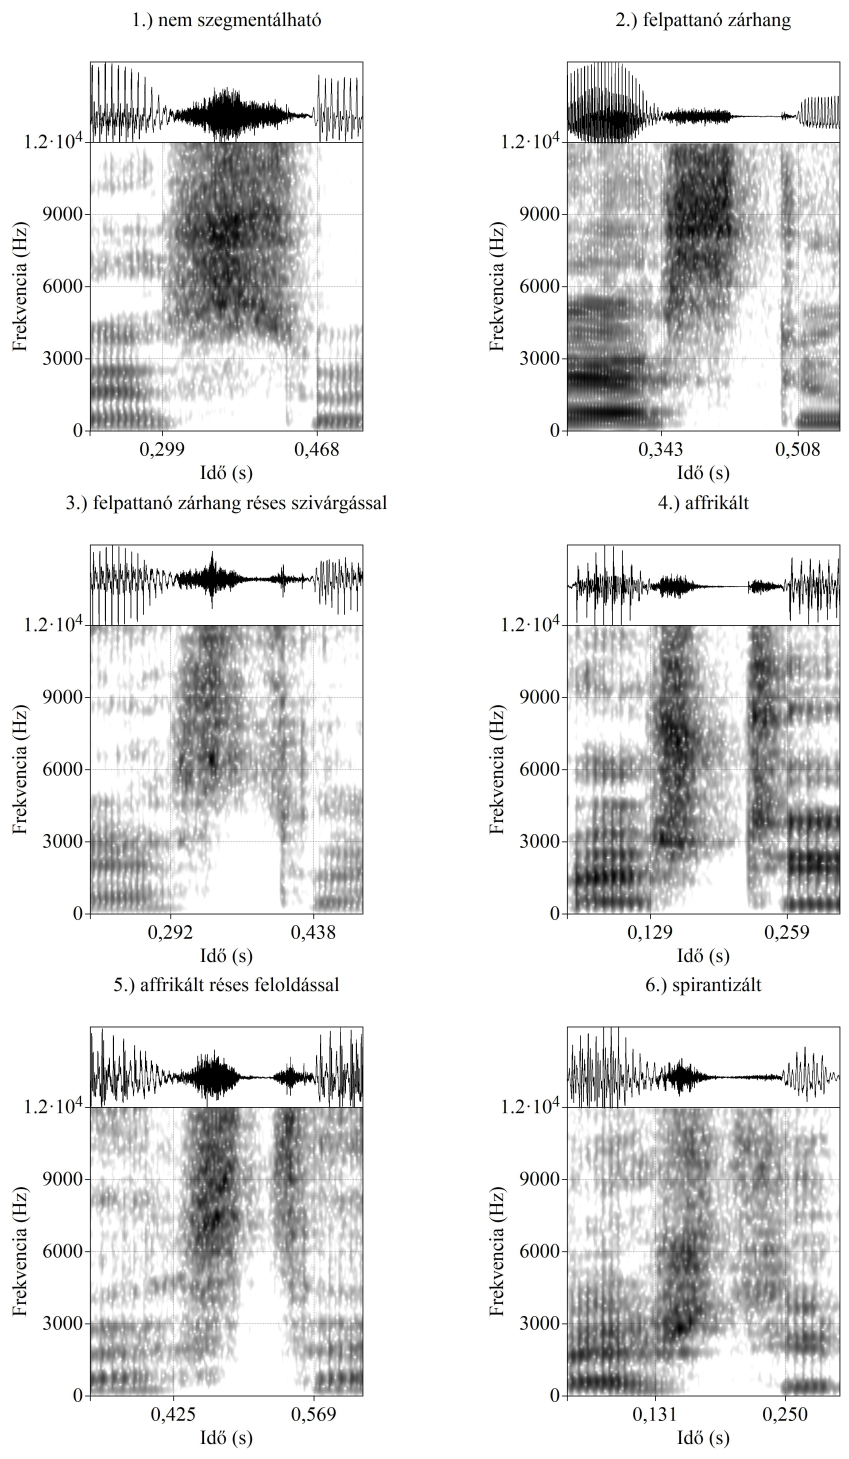 1.) nem szegmentálható
2.) felpattanó zárhang
1.2·10⁴
9000
6000
3000
0
Frekvencia (Hz)
0,299
0,468
Idő (s)
1.2·10⁴
9000
6000
3000
0
Frekvencia (Hz)
0,343
0,508
Idő (s)
3.) felpattanó zárhang réses szivárgással
4.) affrikált
1.2·10⁴
9000
6000
3000
0
Frekvencia (Hz)
0,292
0,438
Idő (s)
1.2·10⁴
9000
6000
3000
0
Frekvencia (Hz)
0,129
0,259
Idő (s)
5.) affrikált réses feloldással
6.) spirantizált
1.2·10⁴
9000
6000
3000
0
Frekvencia (Hz)
0,425
0,569
Idő (s)
1.2·10⁴
9000
6000
3000
0
Frekvencia (Hz)
0,131
0,250
Idő (s)